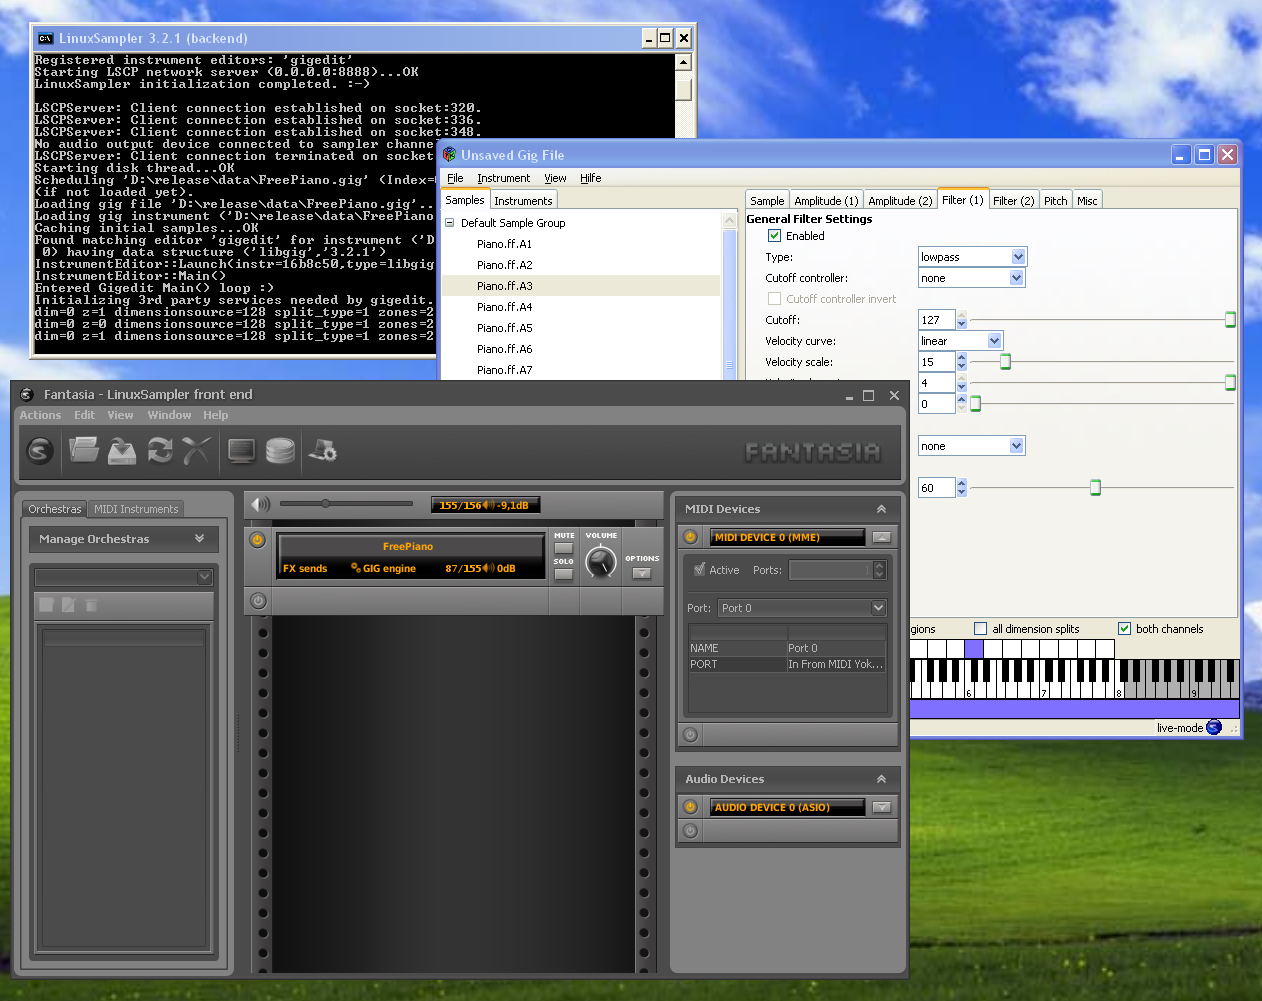 LinuxSampler 3.2.1 (backend)
Registered instrument editors: 'gigedit'
Starting LSCP network server (0.0.0.0:8888)...OK
LinuxSampler initialization completed. :-)
LSCPServer: Client connection established on socket:320.
LSCPServer: Client connection established on socket:336.
LSCPServer: Client connection established on socket:348.
No audio output device connected to sampler
LSCPServer: Client connection terminated on socket
Starting disk thread...OK
Scheduling 'D:\release\data\FreePiano.gig' (Index=
(if not loaded yet).
Loading gig file 'D:\release\data\FreePiano.gig'..
Loading gig instrument ('D:\release\data\FreePiano
Caching initial samples...OK
Found matching editor 'gigedit' for instrument ('D
0) having data structure ('libgig','3.2.1')
InstrumentEditor::Launch(instr=16b8c50,type=libgig
InstrumentEditor::Main()
Entered Gigedit Main() loop :)
Initializing 3rd party services needed by gigedit.
dim=0 z=1 dimensionsource=128 split_type=1 zones=2
dim=0 z=0 dimensionsource=128 split_type=1 zones=2
dim=0 z=1 dimensionsource=128 split_type=1 zones=2
Unsaved Gig File
File Instrument View Hilfe
Samples Instruments
Default Sample Group
Piano.ff.A1
Piano.ff.A2
Piano.ff.A3
Piano.ff.A4
Piano.ff.A5
Piano.ff.A6
Piano.ff.A7
Sample Amplitude (1) Amplitude (2) Filter (1) Filter (2) Pitch Misc
General Filter Settings
Enabled
Type: lowpass
Cutoff controller: none
Cutoff controller invert
Cutoff: 127
Velocity curve: linear
Velocity scale: 15
4
0
none
60
gions all dimension splits both channels
6 7 8 9
live-mode
Fantasia - LinuxSampler front end
Actions Edit View Window Help
FANTASIA
Orchestras MIDI Instruments
Manage Orchestras
155/156 -9,1dB
FreePiano
FX sends GIG engine 87/155 0dB
MUTE
SOLO
VOLUME
OPTIONS
MIDI Devices
MIDI DEVICE 0 (MME)
Active Ports: 1
Port: Port 0
NAME Port 0
PORT In From MIDI Yok...
Audio Devices
AUDIO DEVICE 0 (ASIO)